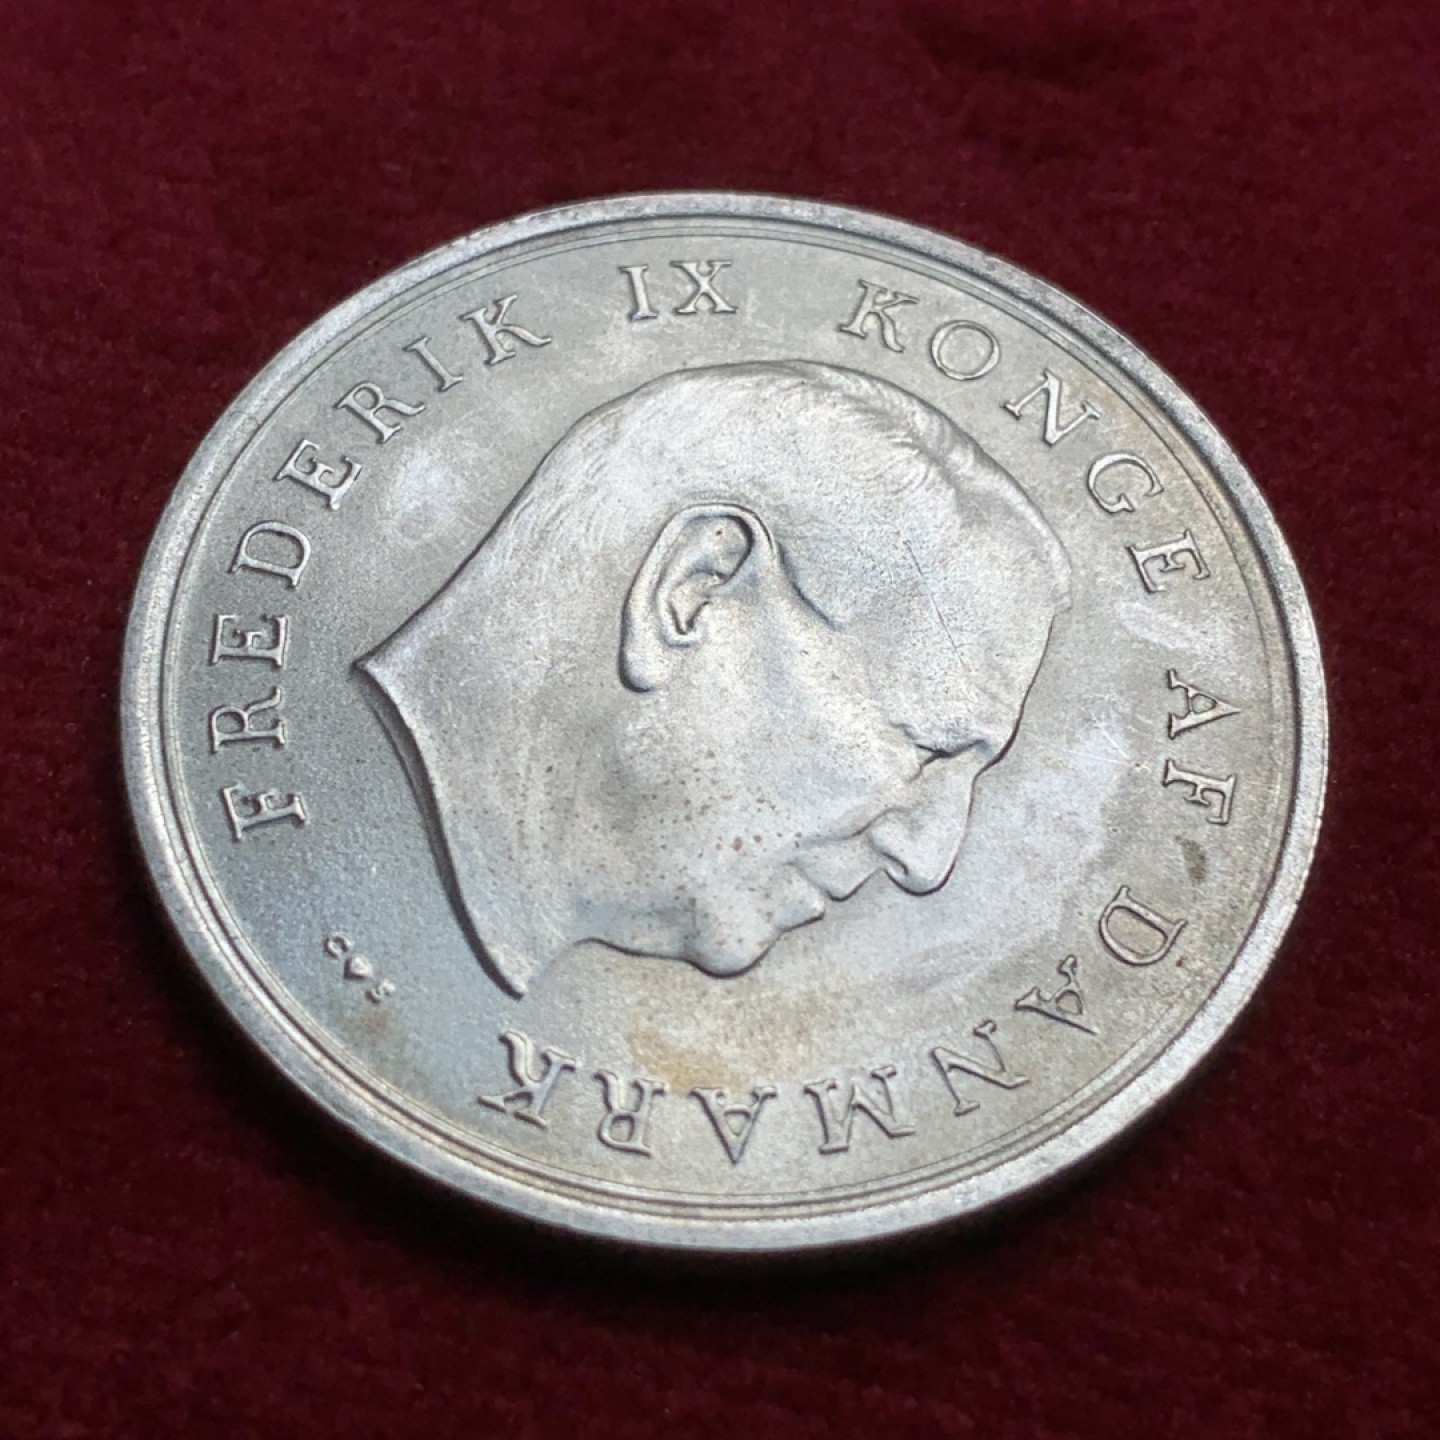 FREDERIK IX KONGE AF DANMARK
C♥S